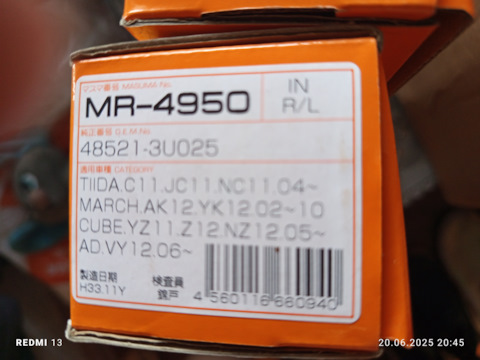 マスマ番号 MASUMA No.
MR-4950
IN
R/L
純正番号 O.E.M.No.
48521-3U025
適用車種 CATEGORY
TIIDA.C11.JC11.NC11.04~
MARCH.AK12.YK12.02~10
CUBE.YZ11.Z12.NZ12.05~
AD.VY12.06~
製造日期
H33.11Y
検査員
錦戸
4 560116 660940
REDMI 13
20.06.2025 20:45